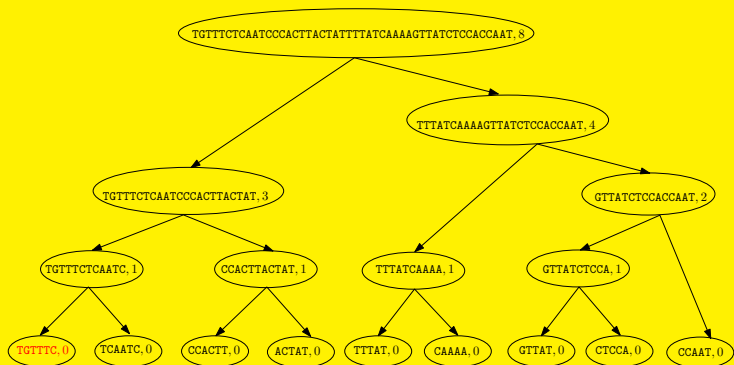 TGTTTCTCAATCCCACTTACTATTTTATCAAAAGTTATCTCCACCAAT, 8
TTTATCAAAAGTTATCTCCACCAAT, 4
TGTTTCTCAATCCCACTTACTAT, 3
GTTATCTCCACCAAT, 2
TGTTTCTCAATC, 1
CCACTTACTAT, 1
TTTATCAAAA, 1
GTTATCTCCA, 1
TGTTTC, 0
TCAATC, 0
CCACTT, 0
ACTAT, 0
TTTAT, 0
CAAAA, 0
GTTAT, 0
CTCCA, 0
CCAAT, 0